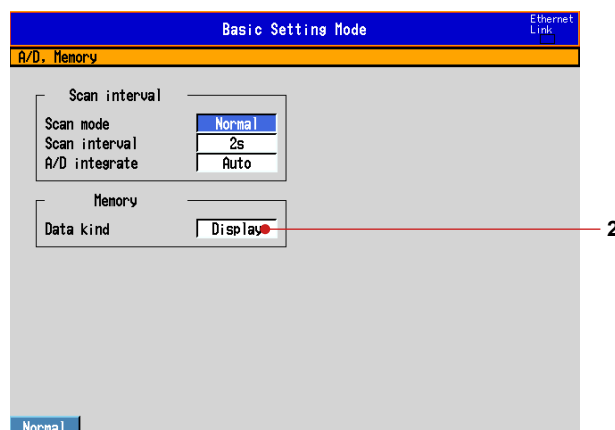 Basic Setting Mode
Ethernet
Link
A/D, Memory
Scan interval
Scan mode Normal
Scan interval 2s
A/D integrate Auto
Memory
Data kind Display
2
Normal